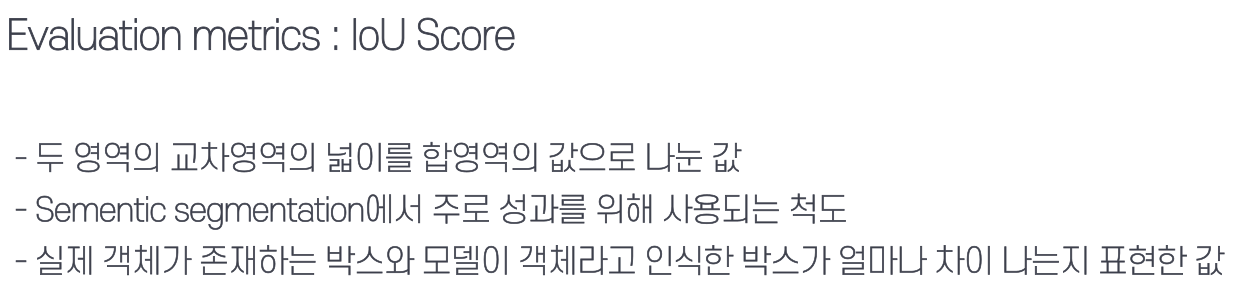 Evaluation metrics : IoU Score
- 두 영역의 교차영역의 넓이를 합영역의 값으로 나눈 값
- Sementic segmentation에서 주로 성과를 위해 사용되는 척도
- 실제 객체가 존재하는 박스와 모델이 객체라고 인식한 박스가 얼마나 차이 나는지 표현한 값